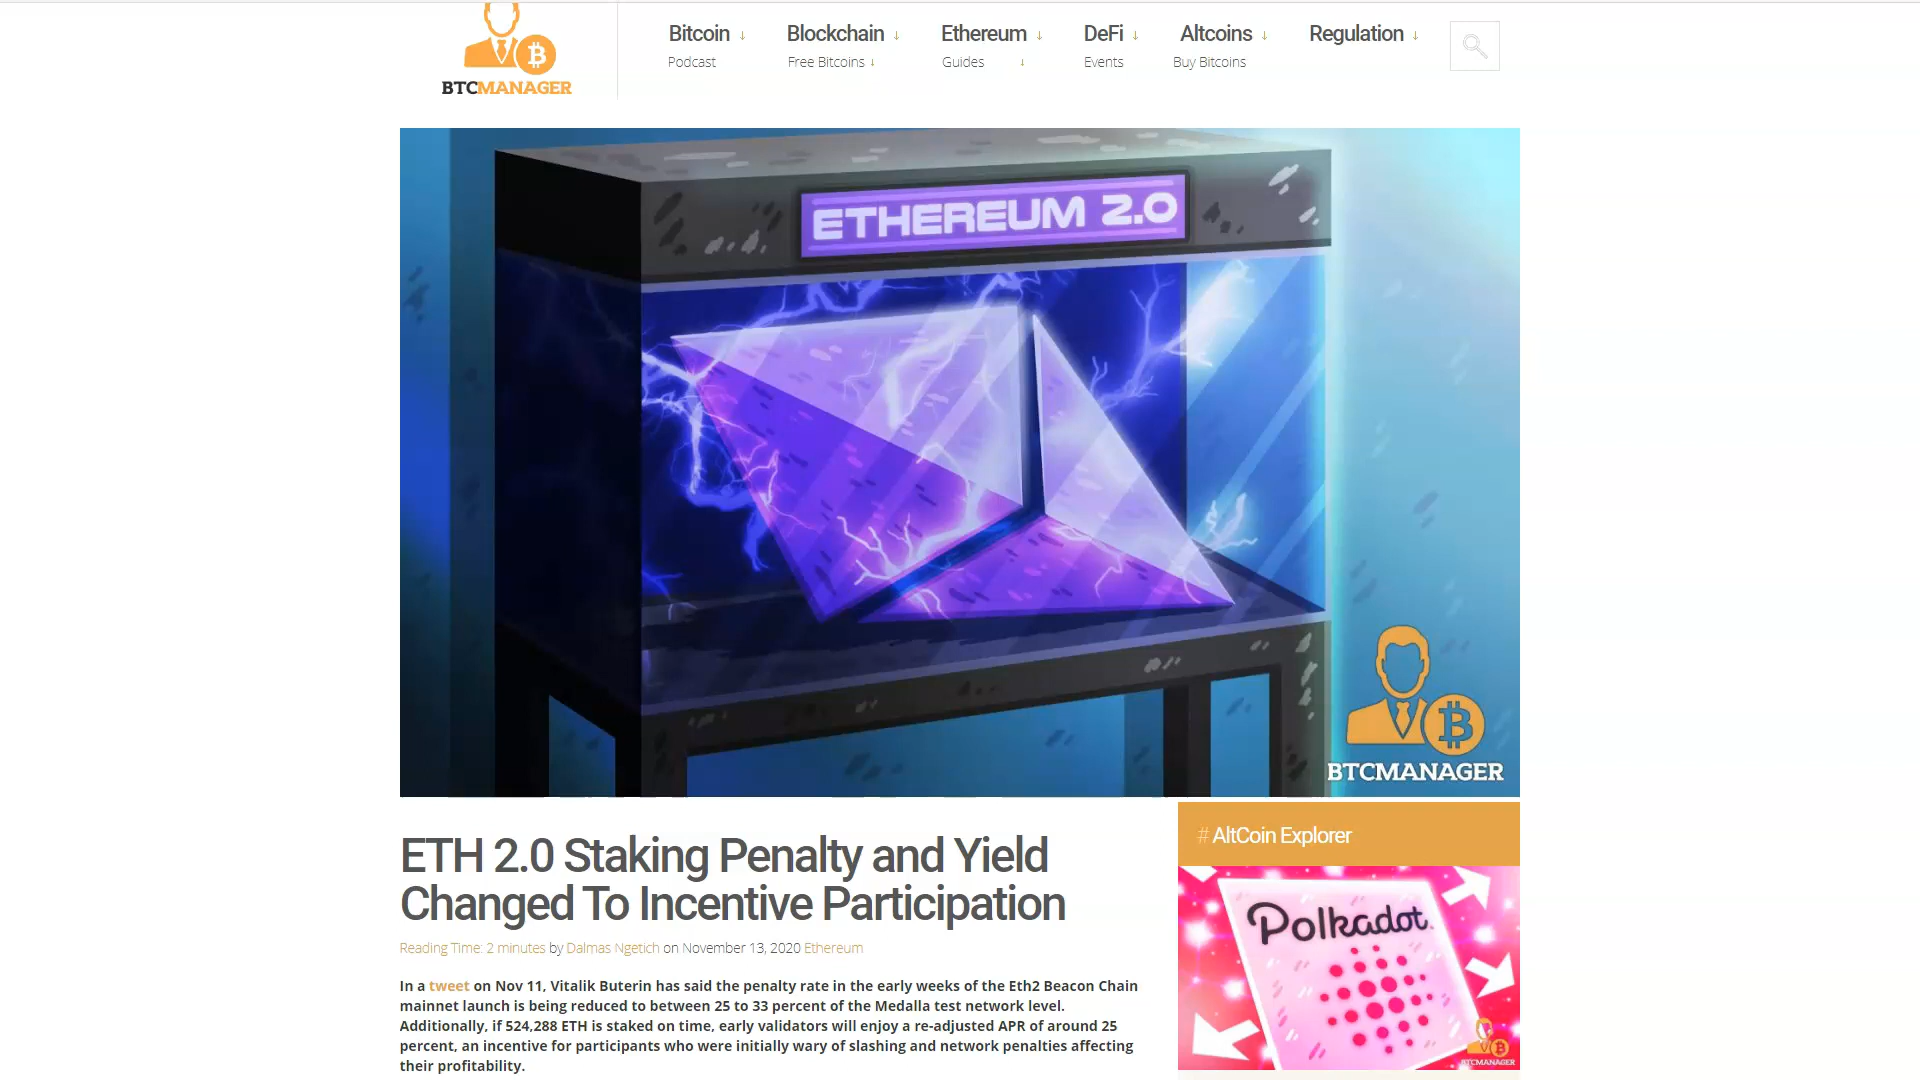 BTCMANAGER
Bitcoin ↓ Blockchain ↓ Ethereum ↓ DeFi ↓ Altcoins ↓ Regulation ↓
Podcast Free Bitcoins ↓ Guides ↓ Events Buy Bitcoins
ETHEREUM 2.0
BTCMANAGER
ETH 2.0 Staking Penalty and Yield
Changed To Incentive Participation
Reading Time: 2 minutes by Dalmas Ngetich on November 13, 2020 Ethereum
In a tweet on Nov 11, Vitalik Buterin has said the penalty rate in the early weeks of the Eth2 Beacon Chain
mainnet launch is being reduced to between 25 to 33 percent of the Medalla test network level.
Additionally, if 524,288 ETH is staked on time, early validators will enjoy a re-adjusted APR of around 25
percent, an incentive for participants who were initially wary of slashing and network penalties affecting
their profitability.
# AltCoin Explorer
Polkadot.
BTCMANAGER